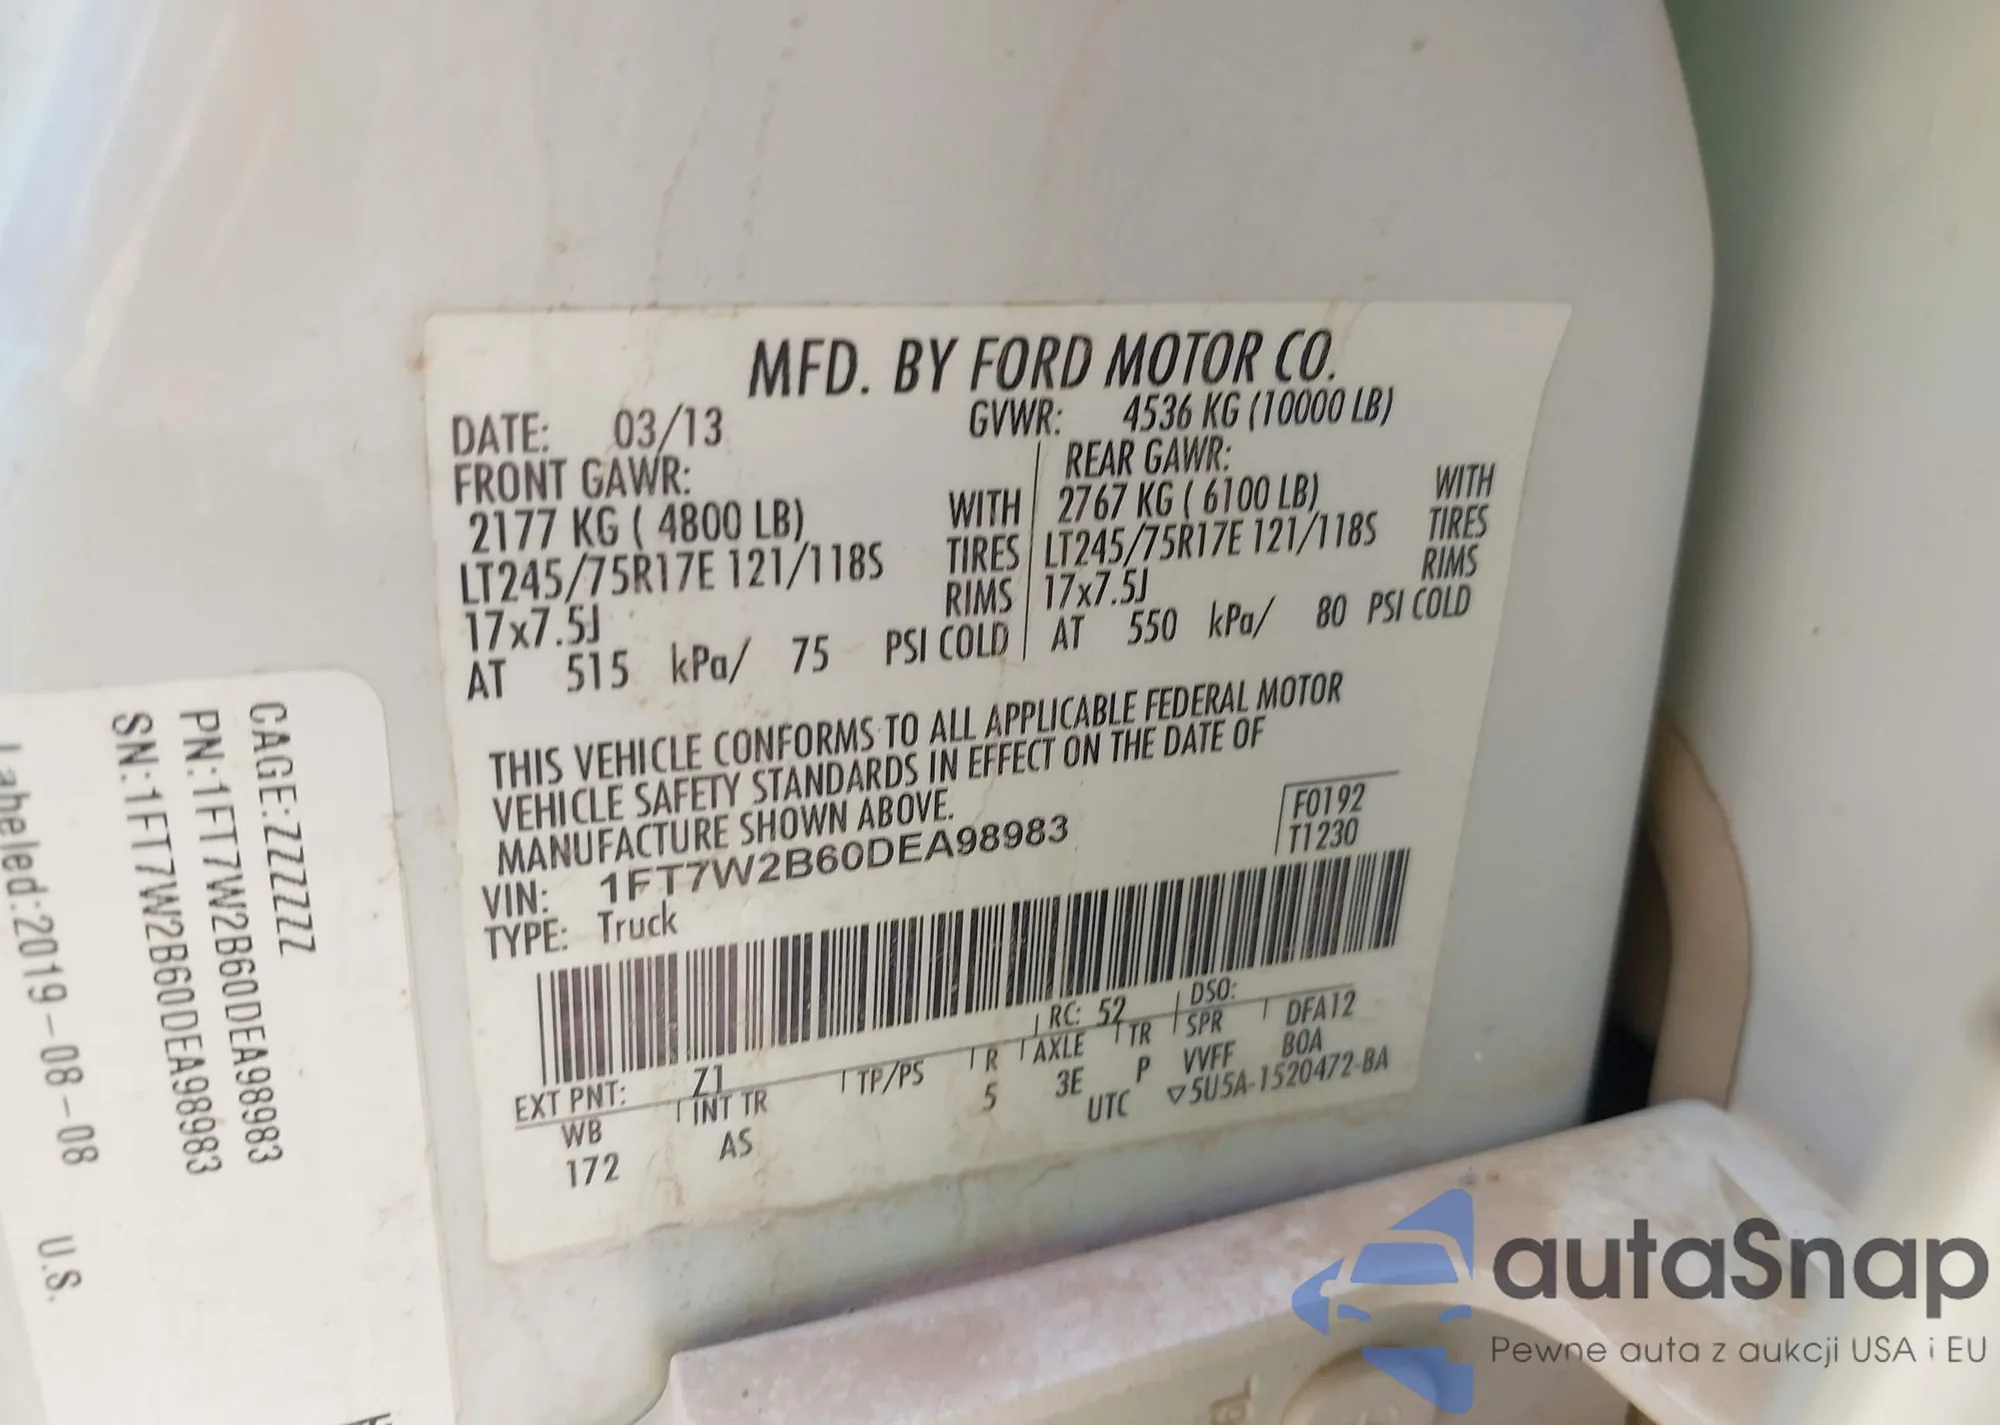 MFD. BY FORD MOTOR CO.
DATE: 03/13 GVWR: 4536 KG (10000 LB)
FRONT GAWR: REAR GAWR:
2177 KG ( 4800 LB) WITH 2767 KG ( 6100 LB) WITH
LT245/75R17E 121/118S TIRES LT245/75R17E 121/118S TIRES
17x7.5J RIMS 17x7.5J RIMS
AT 515 kPa/ 75 PSI COLD AT 550 kPa/ 80 PSI COLD
THIS VEHICLE CONFORMS TO ALL APPLICABLE FEDERAL MOTOR
VEHICLE SAFETY STANDARDS IN EFFECT ON THE DATE OF
MANUFACTURE SHOWN ABOVE.
F0192
VIN: 1FT7W2B60DEA98983
T1230
TYPE: Truck
EXT PNT: Z1 RC: 52 DSO:
WB INT TR TP/PS R AXLE TR SPR DFA12
172 AS 5 3E P VVFF BOA
UTC ▽5U5A-1520472-BA
CAGE:ZZZZZZ
PN:1FT7W2B60DEA98983
SN:1FT7W2B60DEA98983
Labeled:2019-08-08 U.S.
autaSnap
Pewne auta z aukcji USA i EU